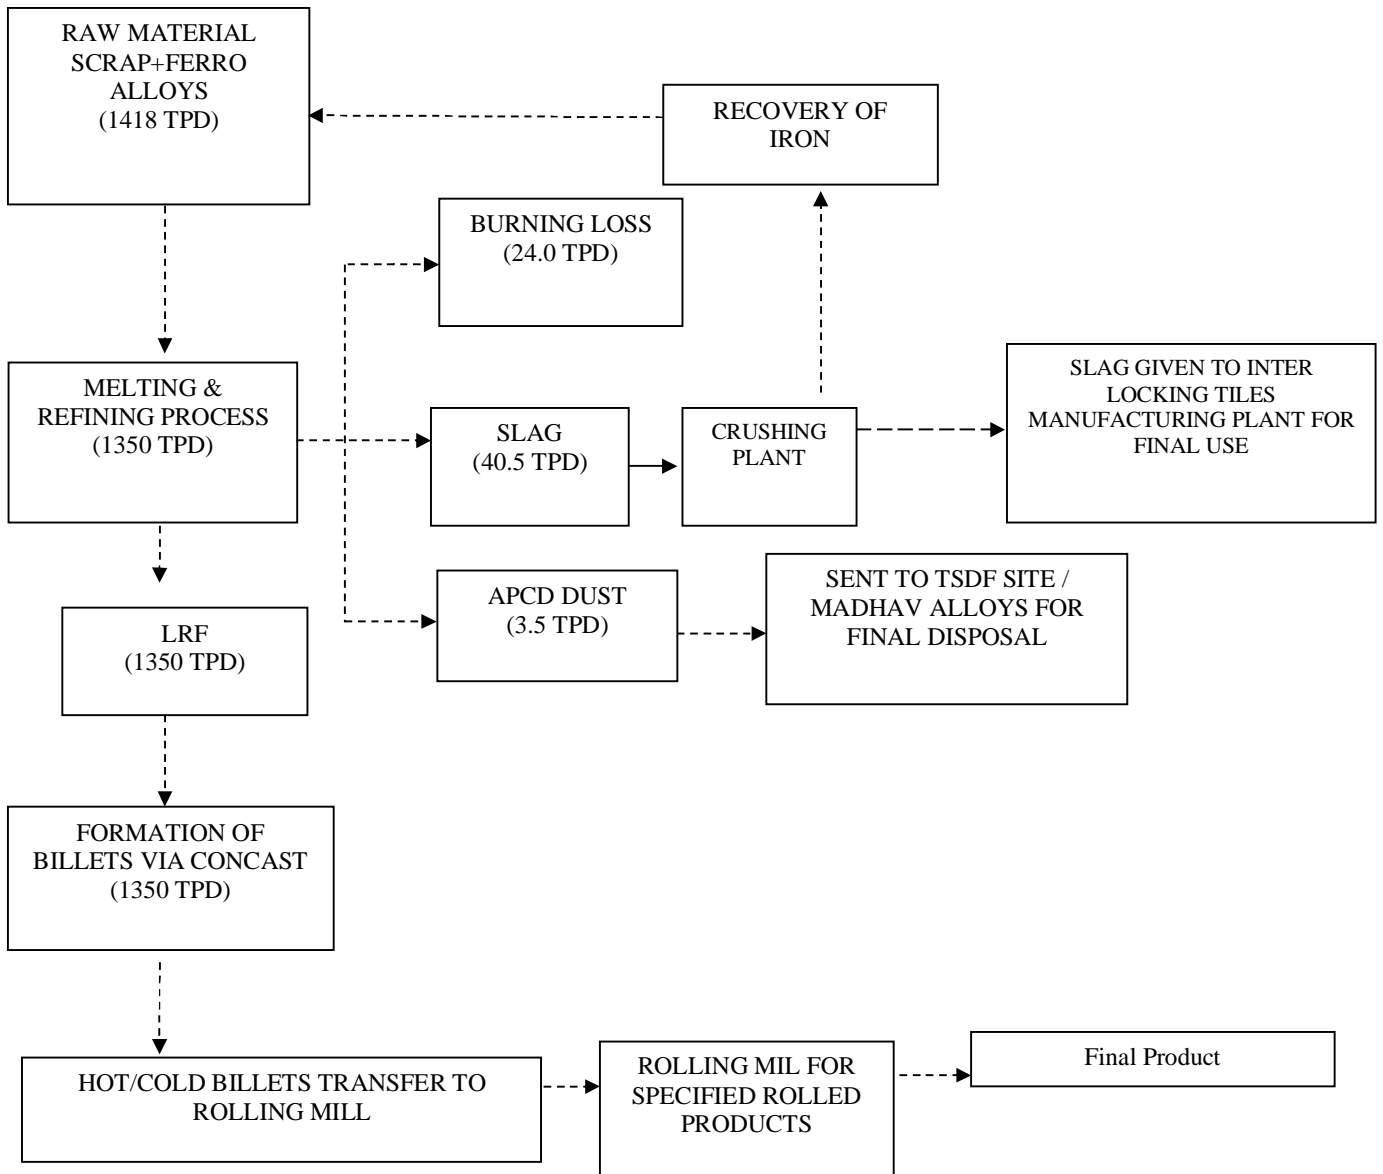 RAW MATERIAL
SCRAP+FERRO
ALLOYS
(1418 TPD)
RECOVERY OF
IRON
BURNING LOSS
(24.0 TPD)
MELTING &
REFINING PROCESS
(1350 TPD)
SLAG
(40.5 TPD)
CRUSHING
PLANT
SLAG GIVEN TO INTER
LOCKING TILES
MANUFACTURING PLANT FOR
FINAL USE
APCD DUST
(3.5 TPD)
SENT TO TSDF SITE /
MADHAV ALLOYS FOR
FINAL DISPOSAL
LRF
(1350 TPD)
FORMATION OF
BILLETS VIA CONCAST
(1350 TPD)
HOT/COLD BILLETS TRANSFER TO
ROLLING MILL
ROLLING MIL FOR
SPECIFIED ROLLED
PRODUCTS
Final Product